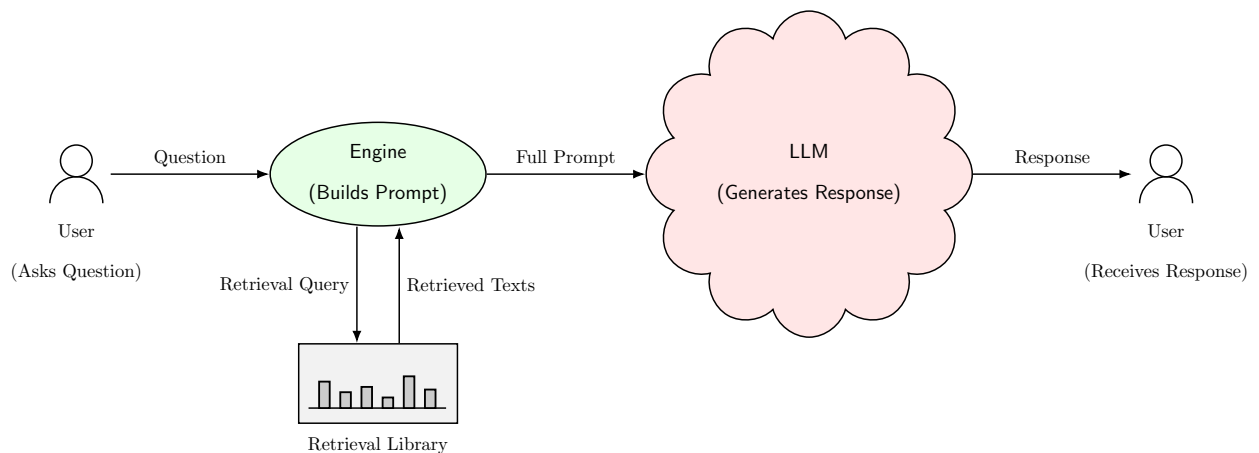 Question
Engine
(Builds Prompt)
Full Prompt
LLM
(Generates Response)
Response
User
(Asks Question)
User
(Receives Response)
Retrieval Query
Retrieved Texts
Retrieval Library